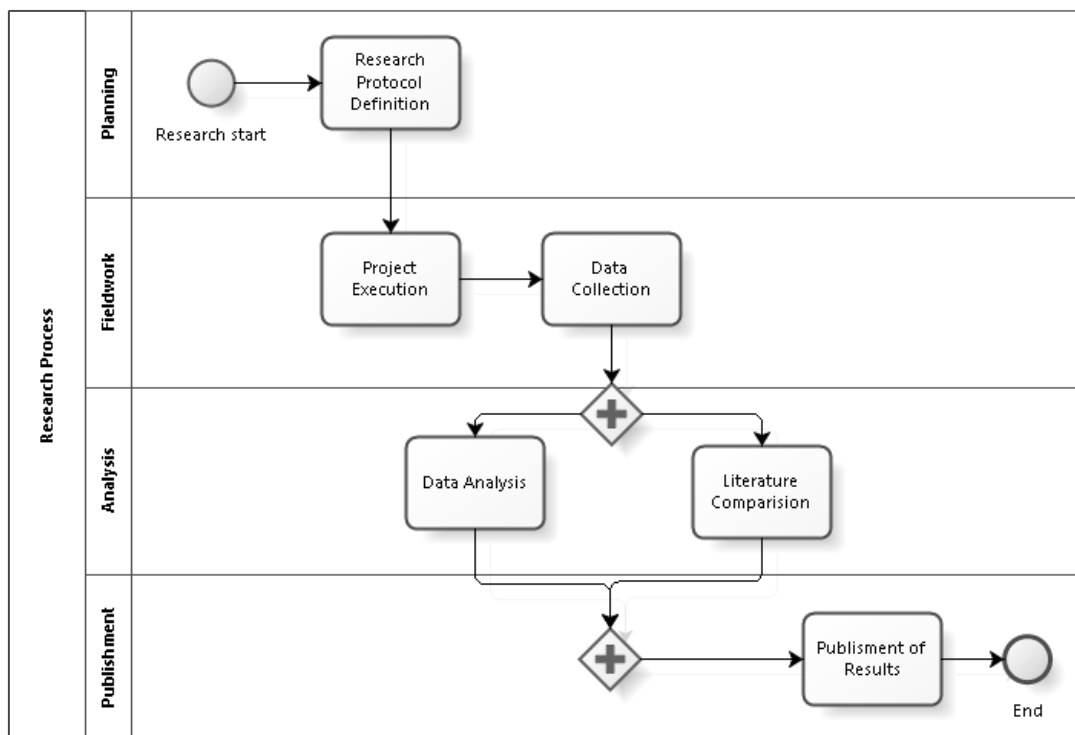 Research Process
Planning
Research start
Research
Protocol
Definition
Fieldwork
Project
Execution
Data
Collection
Analysis
Data Analysis
Literature
Comparision
Publishment
Publisment of
Results
End